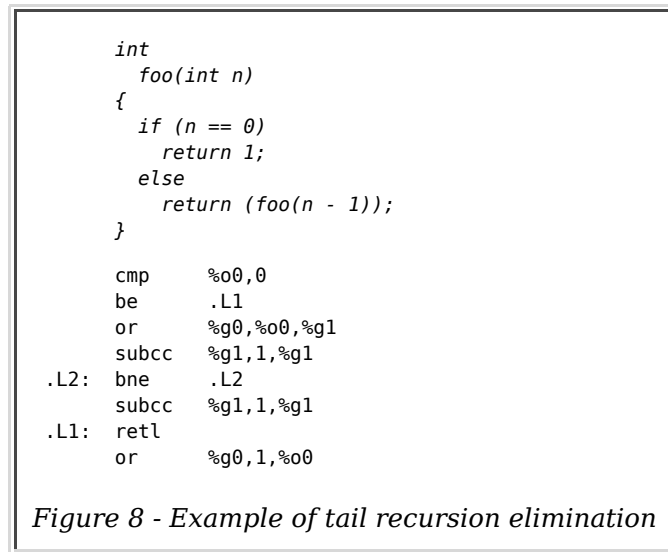 int
foo(int n)
{
if (n == 0)
return 1;
else
return (foo(n - 1));
}
cmp %o0,0
be .L1
or %g0,%o0,%g1
subcc %g1,1,%g1
.L2: bne .L2
subcc %g1,1,%g1
.L1: retl
or %g0,1,%o0
Figure 8 - Example of tail recursion elimination